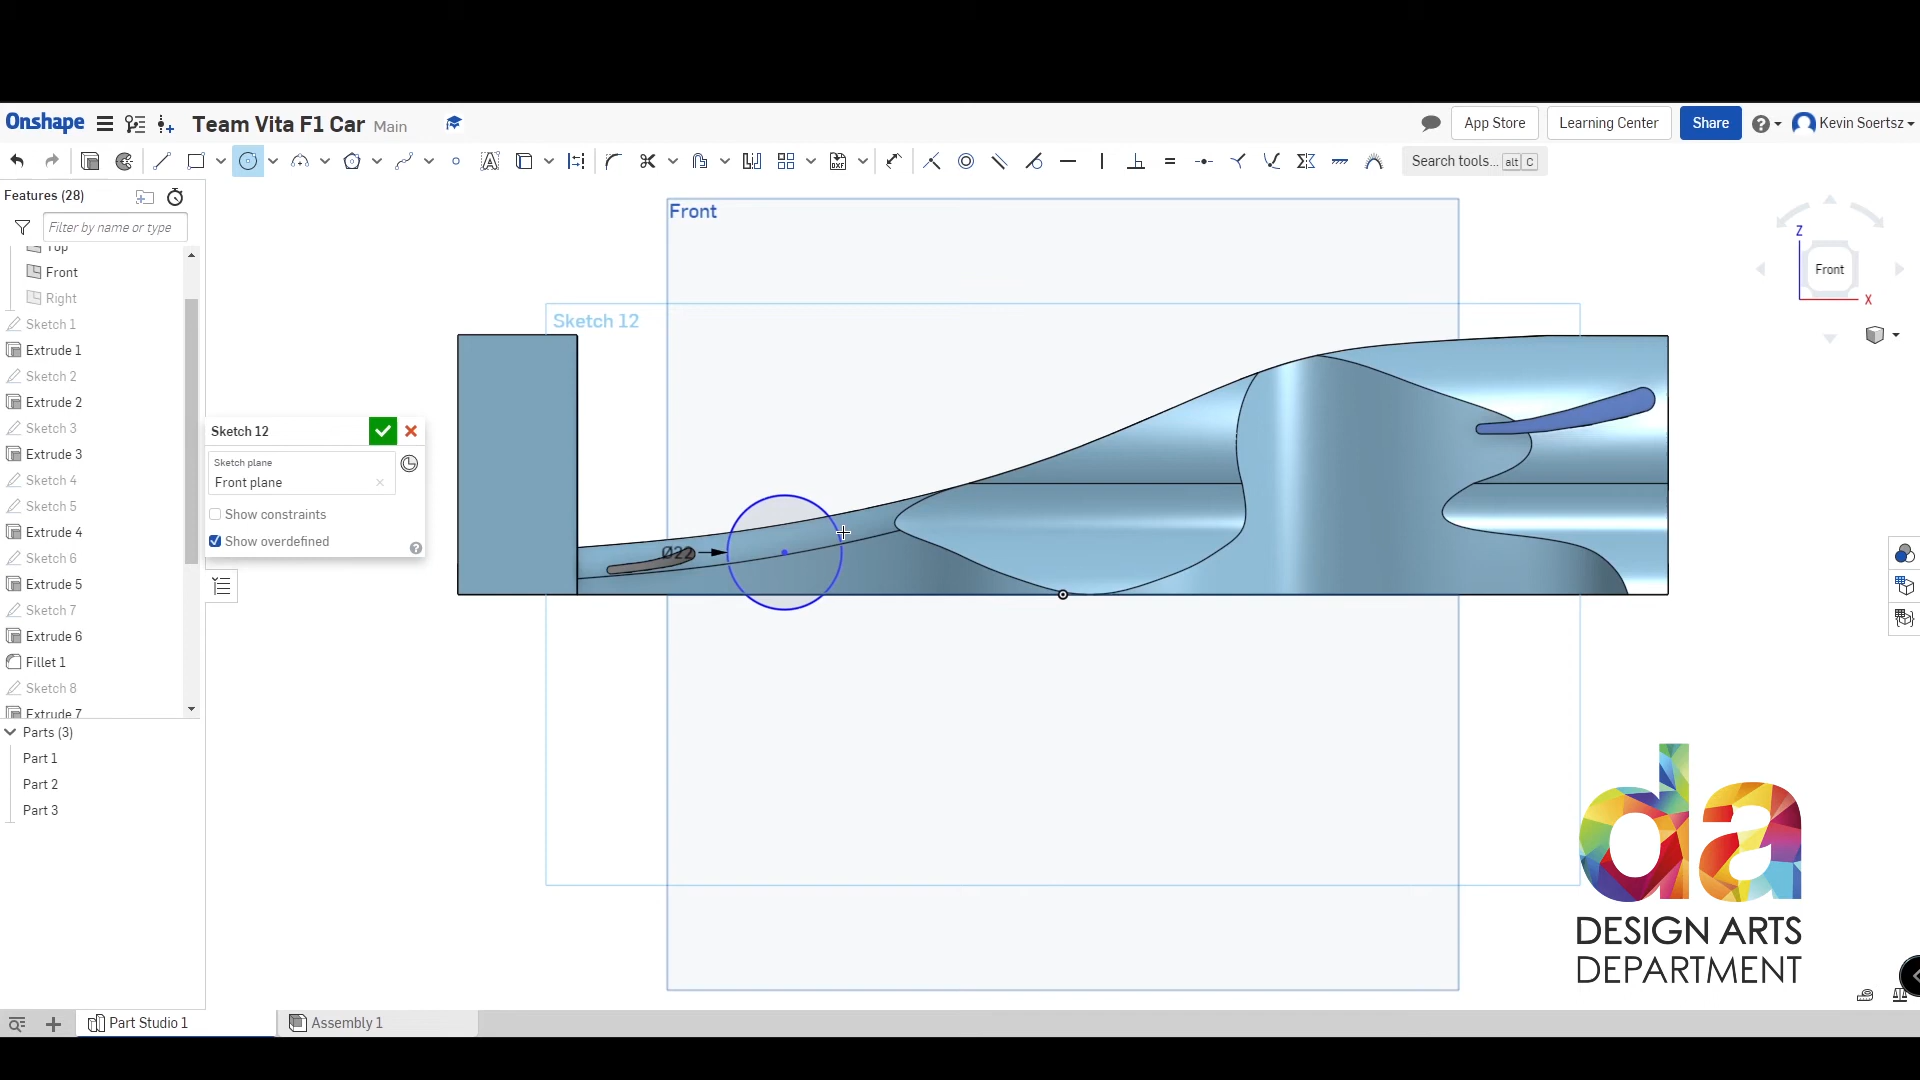 Onshape
Team Vita F1 Car Main
App Store
Learning Center
Share
Kevin Soertsz
Search tools... alt C
Features (28)
Filter by name or type
Top
Front
Right
Sketch 1
Extrude 1
Sketch 2
Extrude 2
Sketch 3
Extrude 3
Sketch 4
Sketch 5
Extrude 4
Sketch 6
Extrude 5
Sketch 7
Extrude 6
Fillet 1
Sketch 8
Extrude 7
Parts (3)
Part 1
Part 2
Part 3
Sketch 12
Sketch plane
Front plane
Show constraints
Show overdefined
Front
Sketch 12
Ø22
Z
Front
X
da
DESIGN ARTS
DEPARTMENT
Part Studio 1
Assembly 1